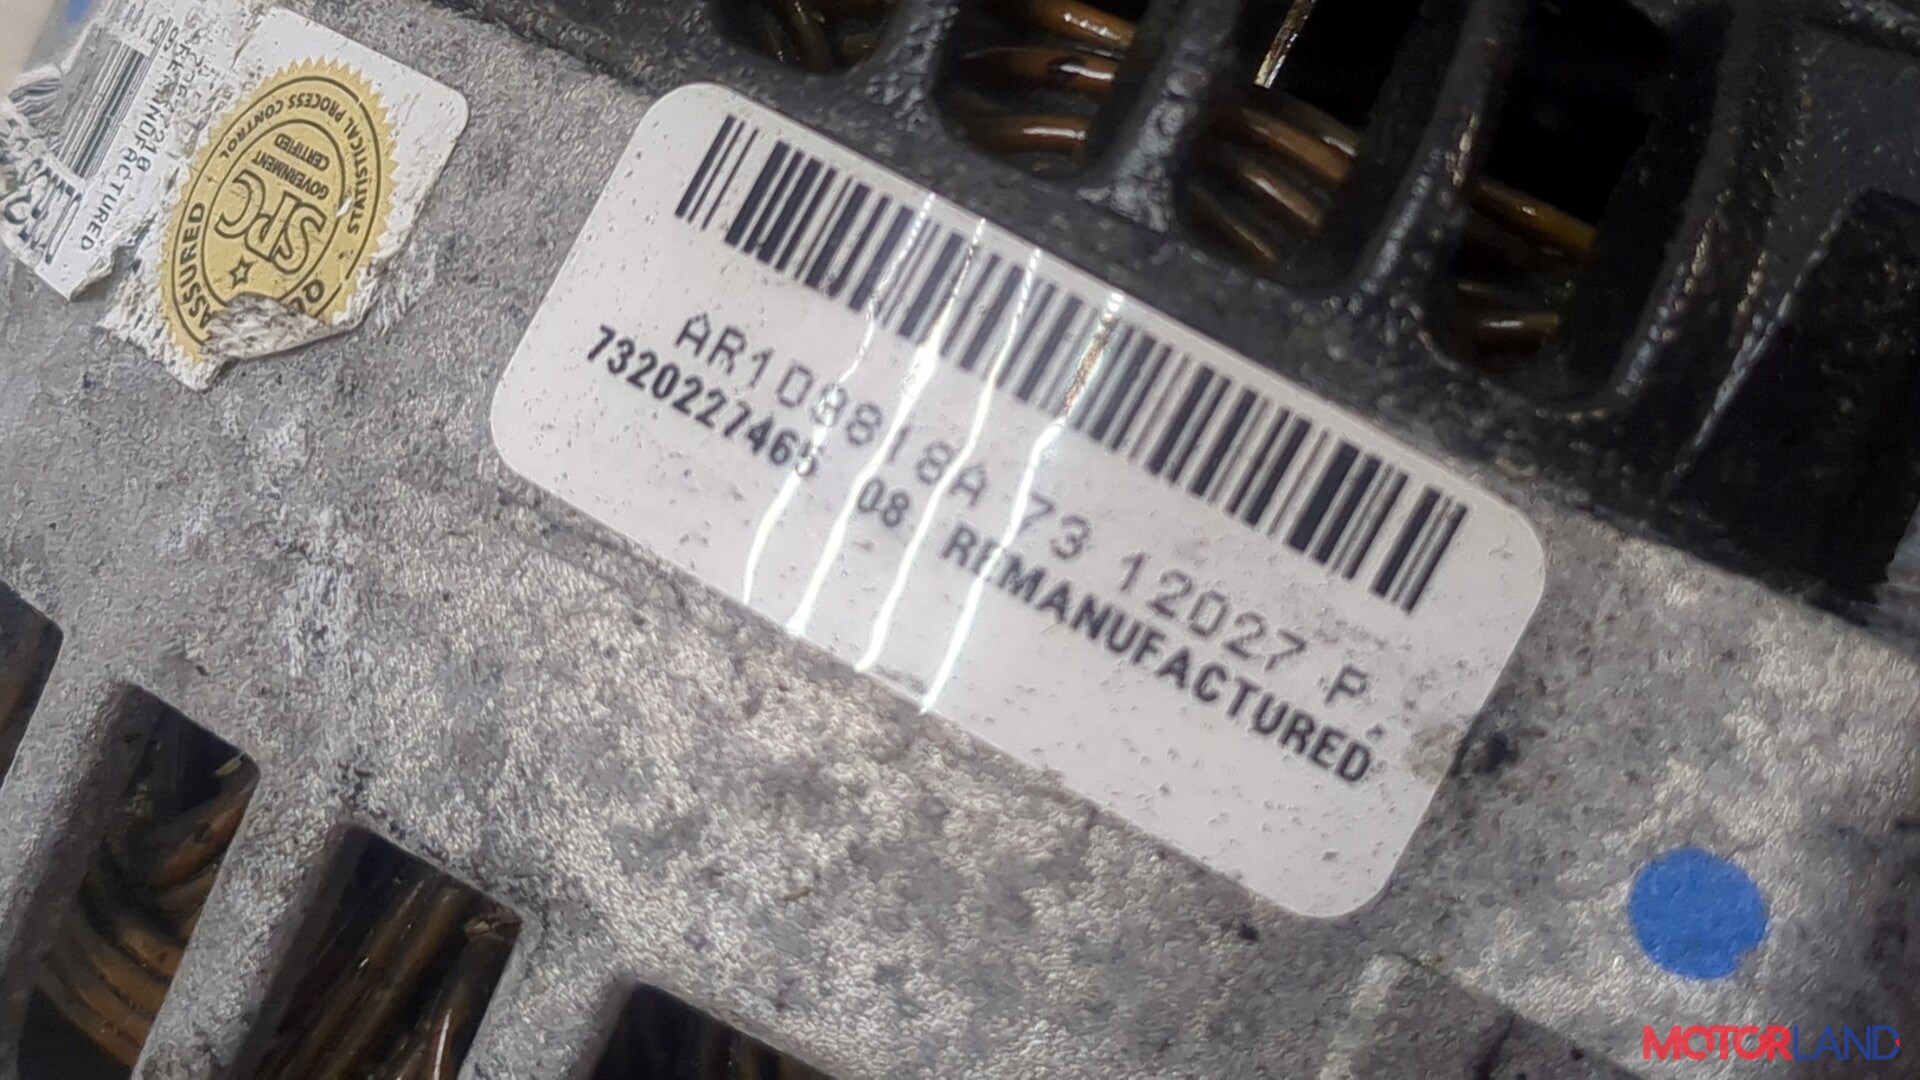 AR108818A 73 12027 P.
7320227465 08 REMANUFACTURED
STATISTICAL PROCESS CONTROL
GOVERNMENT
CERTIFIED
SPC
ASSURED
MOTORLAND